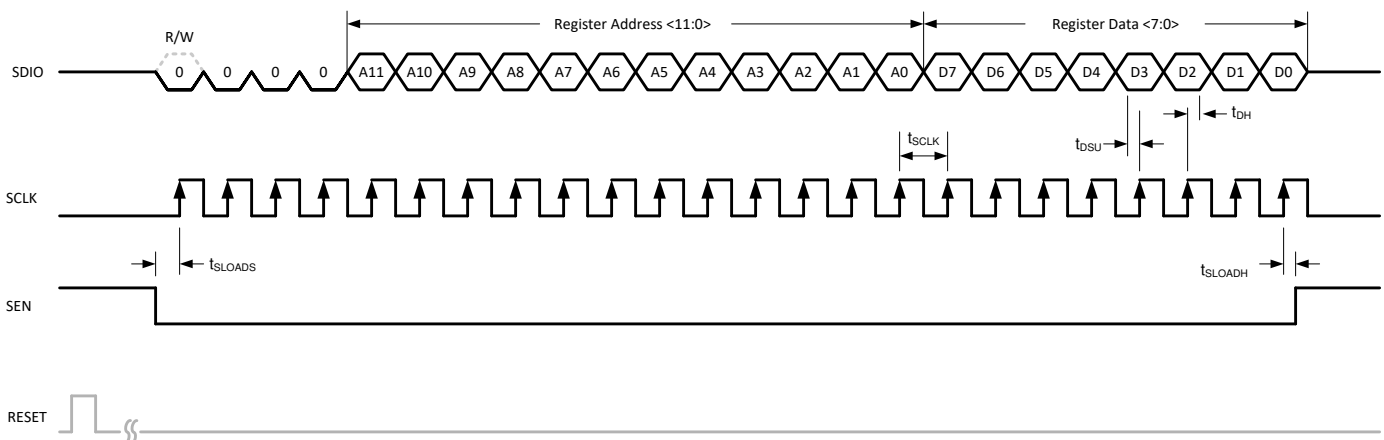 Register Address <11:0> Register Data <7:0>
R/W
SDIO 0 0 0 0 A11 A10 A9 A8 A7 A6 A5 A4 A3 A2 A1 A0 D7 D6 D5 D4 D3 D2 D1 D0
tDH
tSCLK
tDSU
SCLK
tSLOADS tSLOADH
SEN
RESET